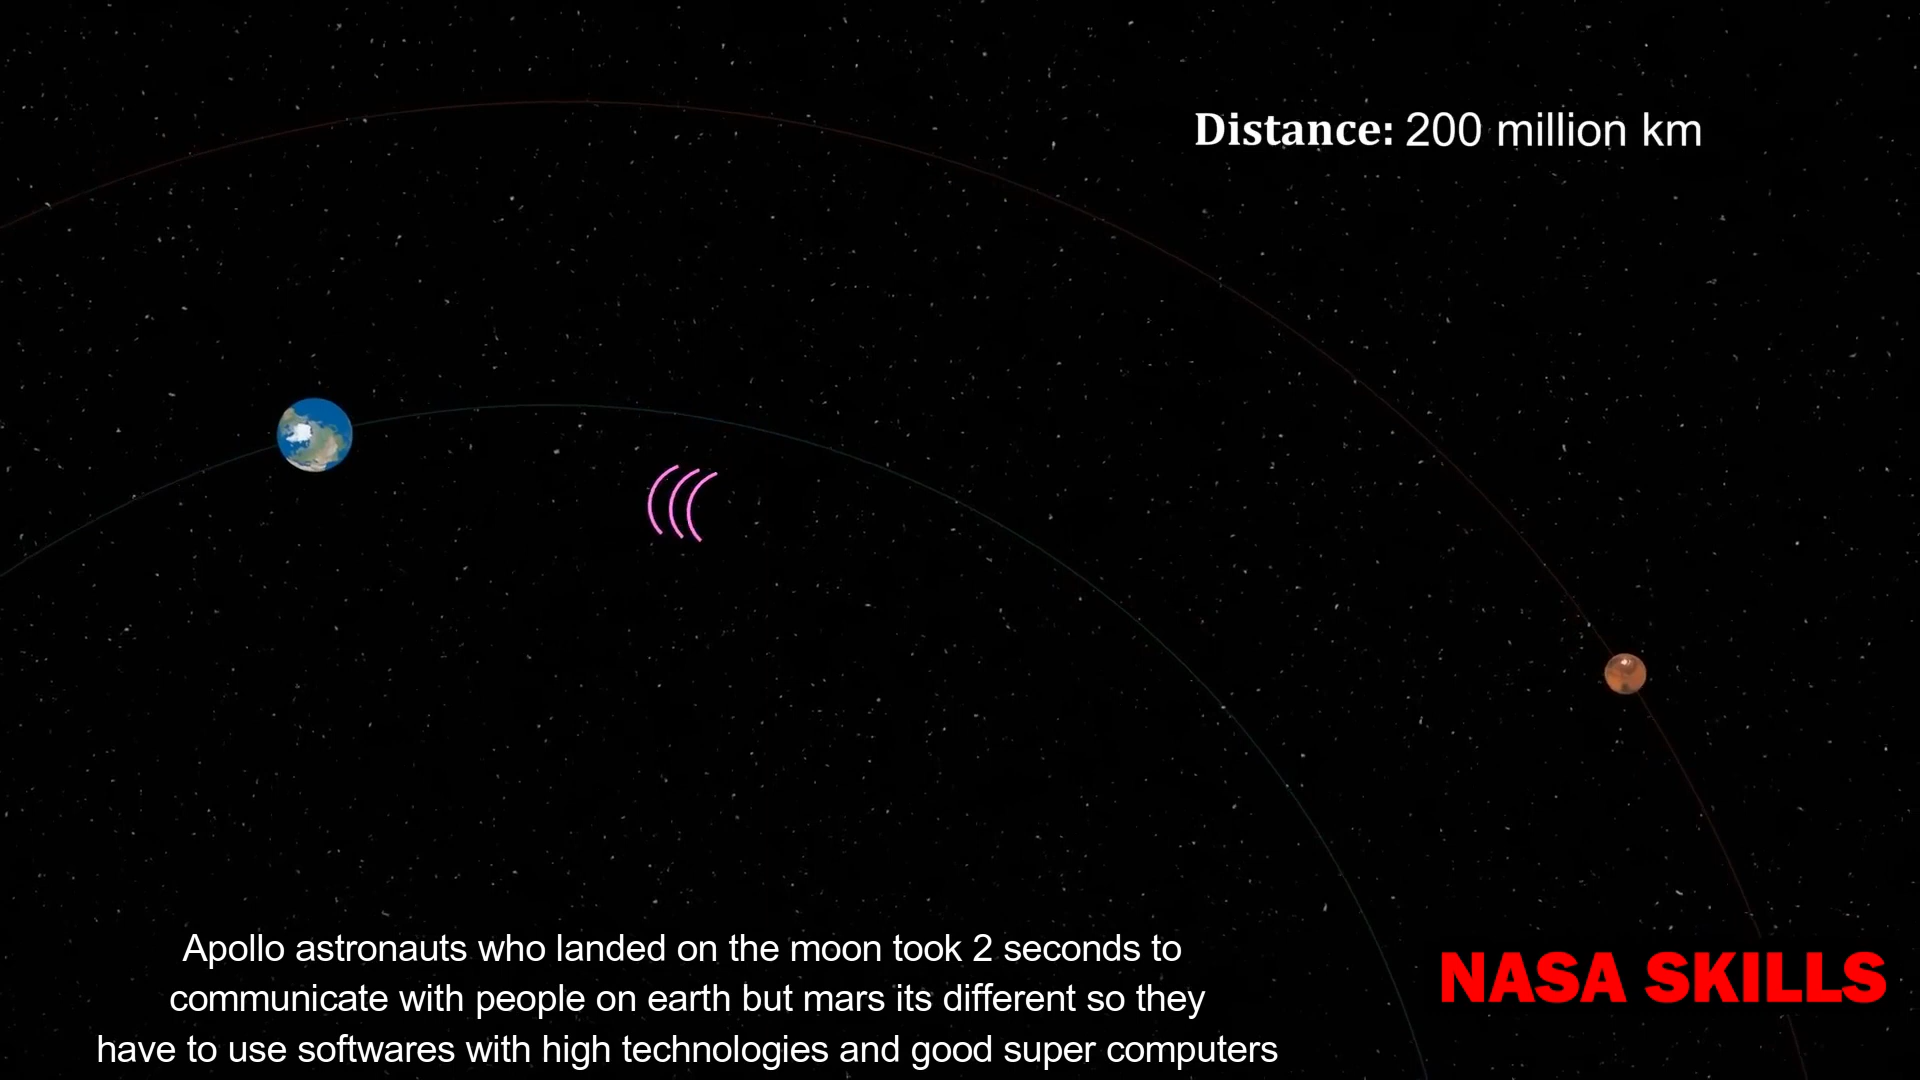 Distance: 200 million km
Apollo astronauts who landed on the moon took 2 seconds to
communicate with people on earth but mars its different so they
have to use softwares with high technologies and good super computers
NASA SKILLS